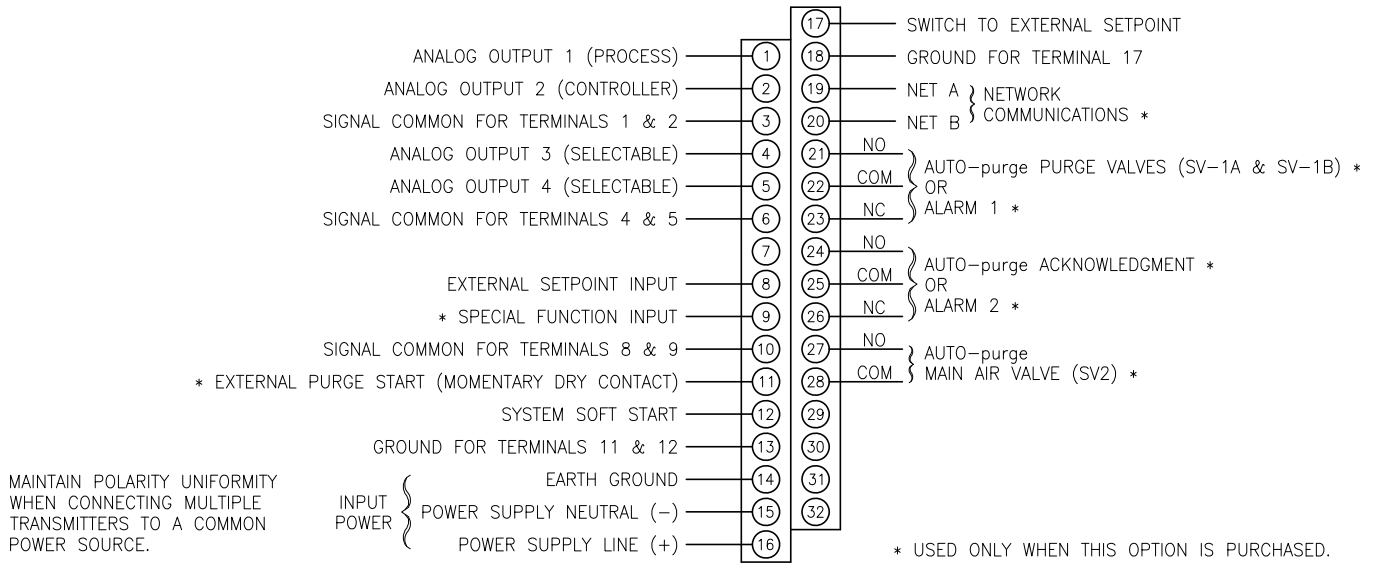 ANALOG OUTPUT 1 (PROCESS) 1
ANALOG OUTPUT 2 (CONTROLLER) 2
SIGNAL COMMON FOR TERMINALS 1 & 2 3
ANALOG OUTPUT 3 (SELECTABLE) 4
ANALOG OUTPUT 4 (SELECTABLE) 5
SIGNAL COMMON FOR TERMINALS 4 & 5 6
7
EXTERNAL SETPOINT INPUT 8
* SPECIAL FUNCTION INPUT 9
SIGNAL COMMON FOR TERMINALS 8 & 9 10
* EXTERNAL PURGE START (MOMENTARY DRY CONTACT) 11
SYSTEM SOFT START 12
GROUND FOR TERMINALS 11 & 12 13
EARTH GROUND 14
POWER SUPPLY NEUTRAL (−) 15
POWER SUPPLY LINE (+) 16
INPUT
POWER
MAINTAIN POLARITY UNIFORMITY
WHEN CONNECTING MULTIPLE
TRANSMITTERS TO A COMMON
POWER SOURCE.
17 SWITCH TO EXTERNAL SETPOINT
18 GROUND FOR TERMINAL 17
19 NET A
20 NET B
NETWORK
COMMUNICATIONS *
21 NO
22 COM
23 NC
AUTO−purge PURGE VALVES (SV−1A & SV−1B) *
OR
ALARM 1 *
24 NO
25 COM
26 NC
AUTO−purge ACKNOWLEDGMENT *
OR
ALARM 2 *
27 NO
28 COM
AUTO−purge
MAIN AIR VALVE (SV2) *
29
30
31
32
* USED ONLY WHEN THIS OPTION IS PURCHASED.